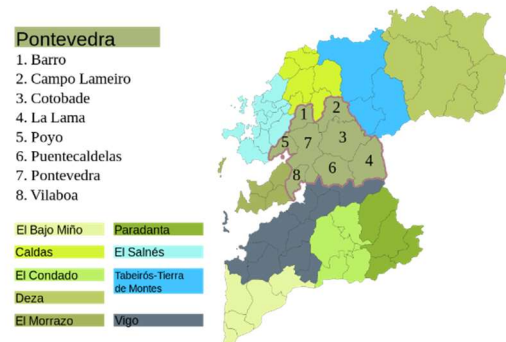 Pontevedra
1. Barro
2. Campo Lameiro
3. Cotobade
4. La Lama
5. Poyo
6. Puentecaldelas
7. Pontevedra
8. Vilaboa
El Bajo Miño
Paradanta
Caldas
El Salnés
El Condado
Tabeirós-Tierra
de Montes
Deza
El Morrazo
Vigo
1
2
3
5
7
4
6
8